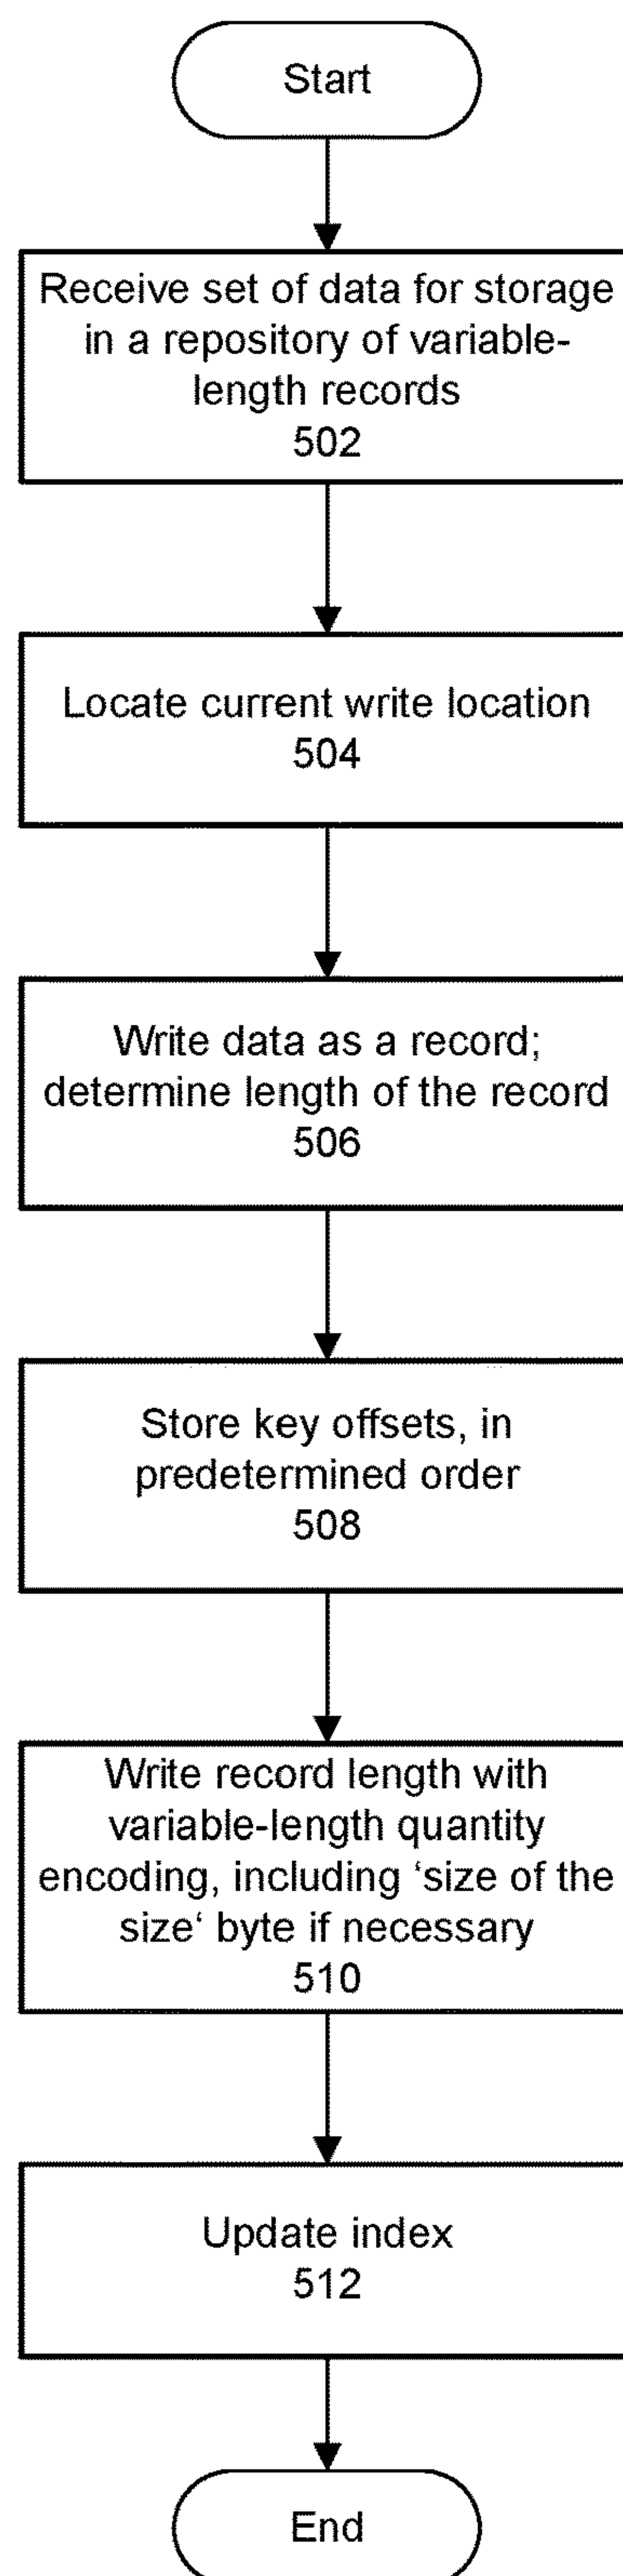 Start
Receive set of data for storage
in a repository of variable-
length records
502
Locate current write location
504
Write data as a record;
determine length of the record
506
Store key offsets, in
predetermined order
508
Write record length with
variable-length quantity
encoding, including ‘size of the
size‘ byte if necessary
510
Update index
512
End